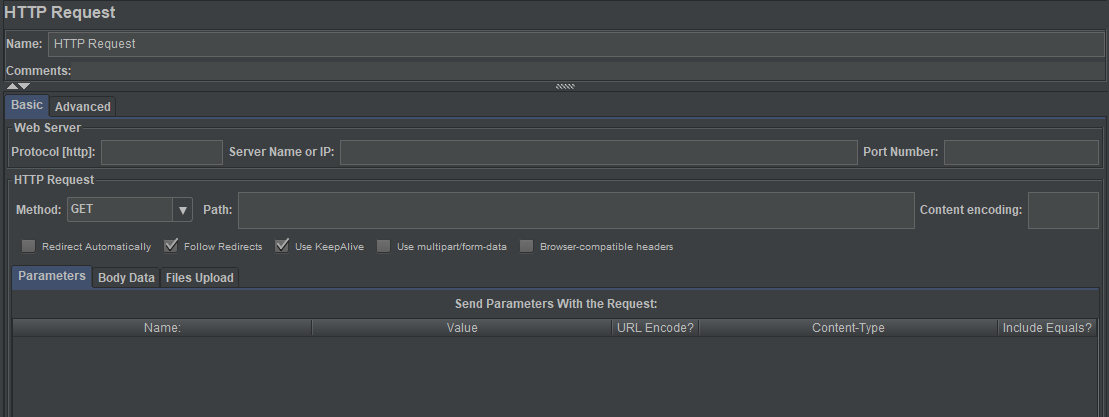 HTTP Request
Name: HTTP Request
Comments:
Basic Advanced
Web Server
Protocol [http]: Server Name or IP: Port Number:
HTTP Request
Method: GET Path: Content encoding:
Redirect Automatically Follow Redirects Use KeepAlive Use multipart/form-data Browser-compatible headers
Parameters Body Data Files Upload
Send Parameters With the Request:
Name: Value URL Encode? Content-Type Include Equals?